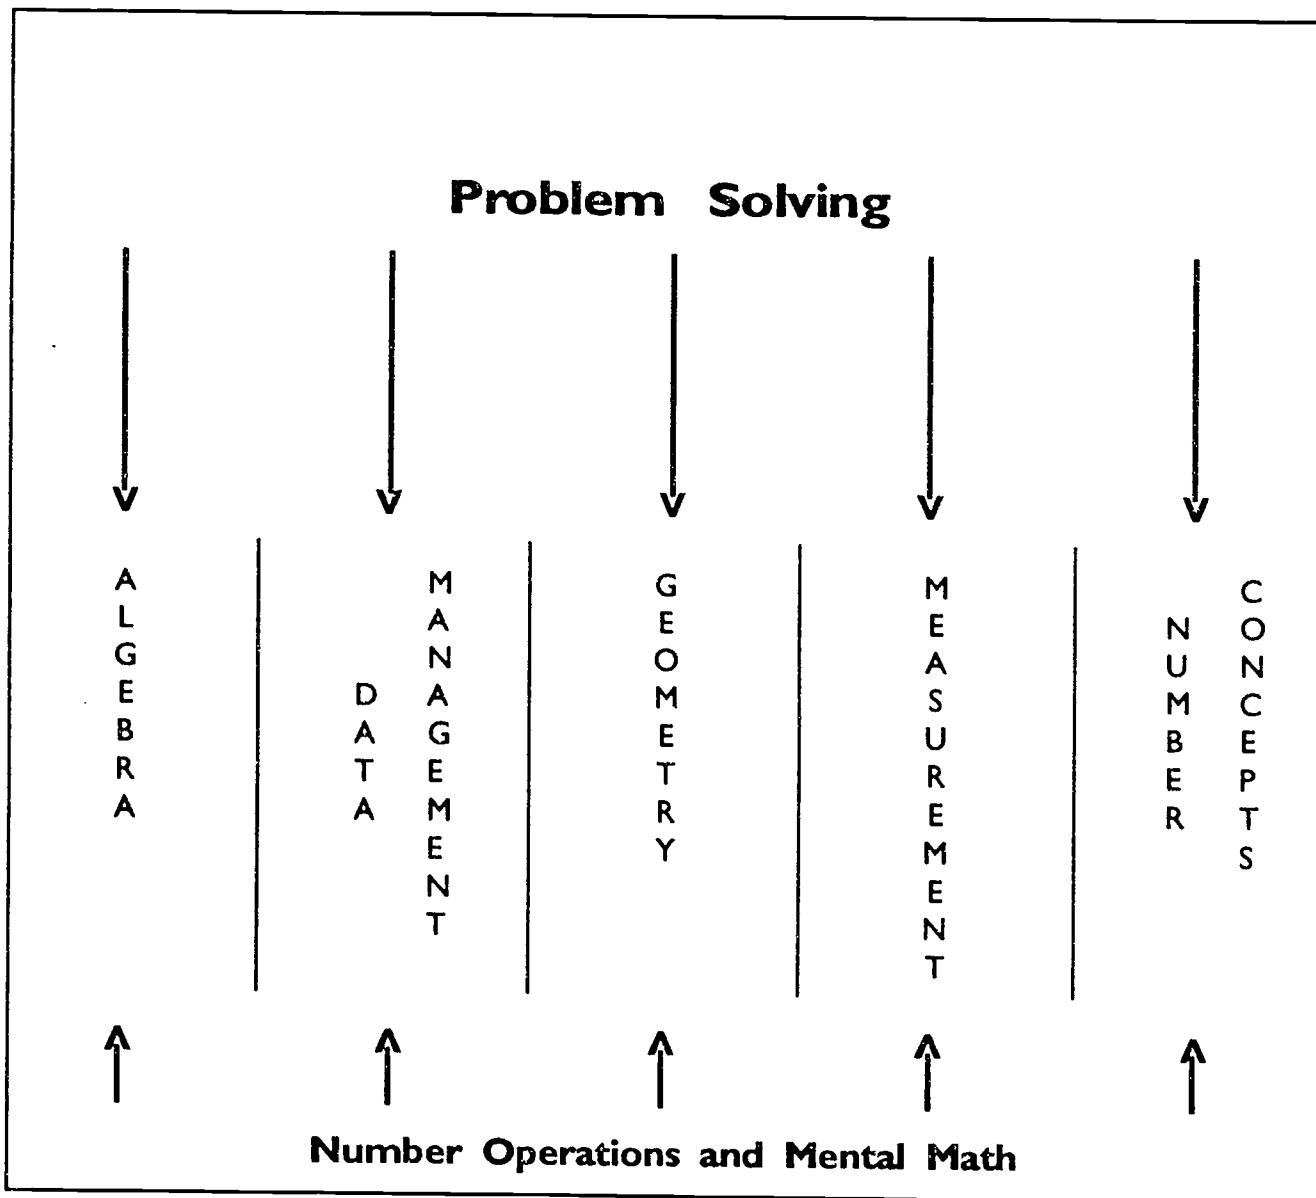 Problem Solving
ALGEBRA
DATA
MANAGEMENT
GEOMETRY
MEASUREMENT
NUMBER
CONCEPTS
Number Operations and Mental Math